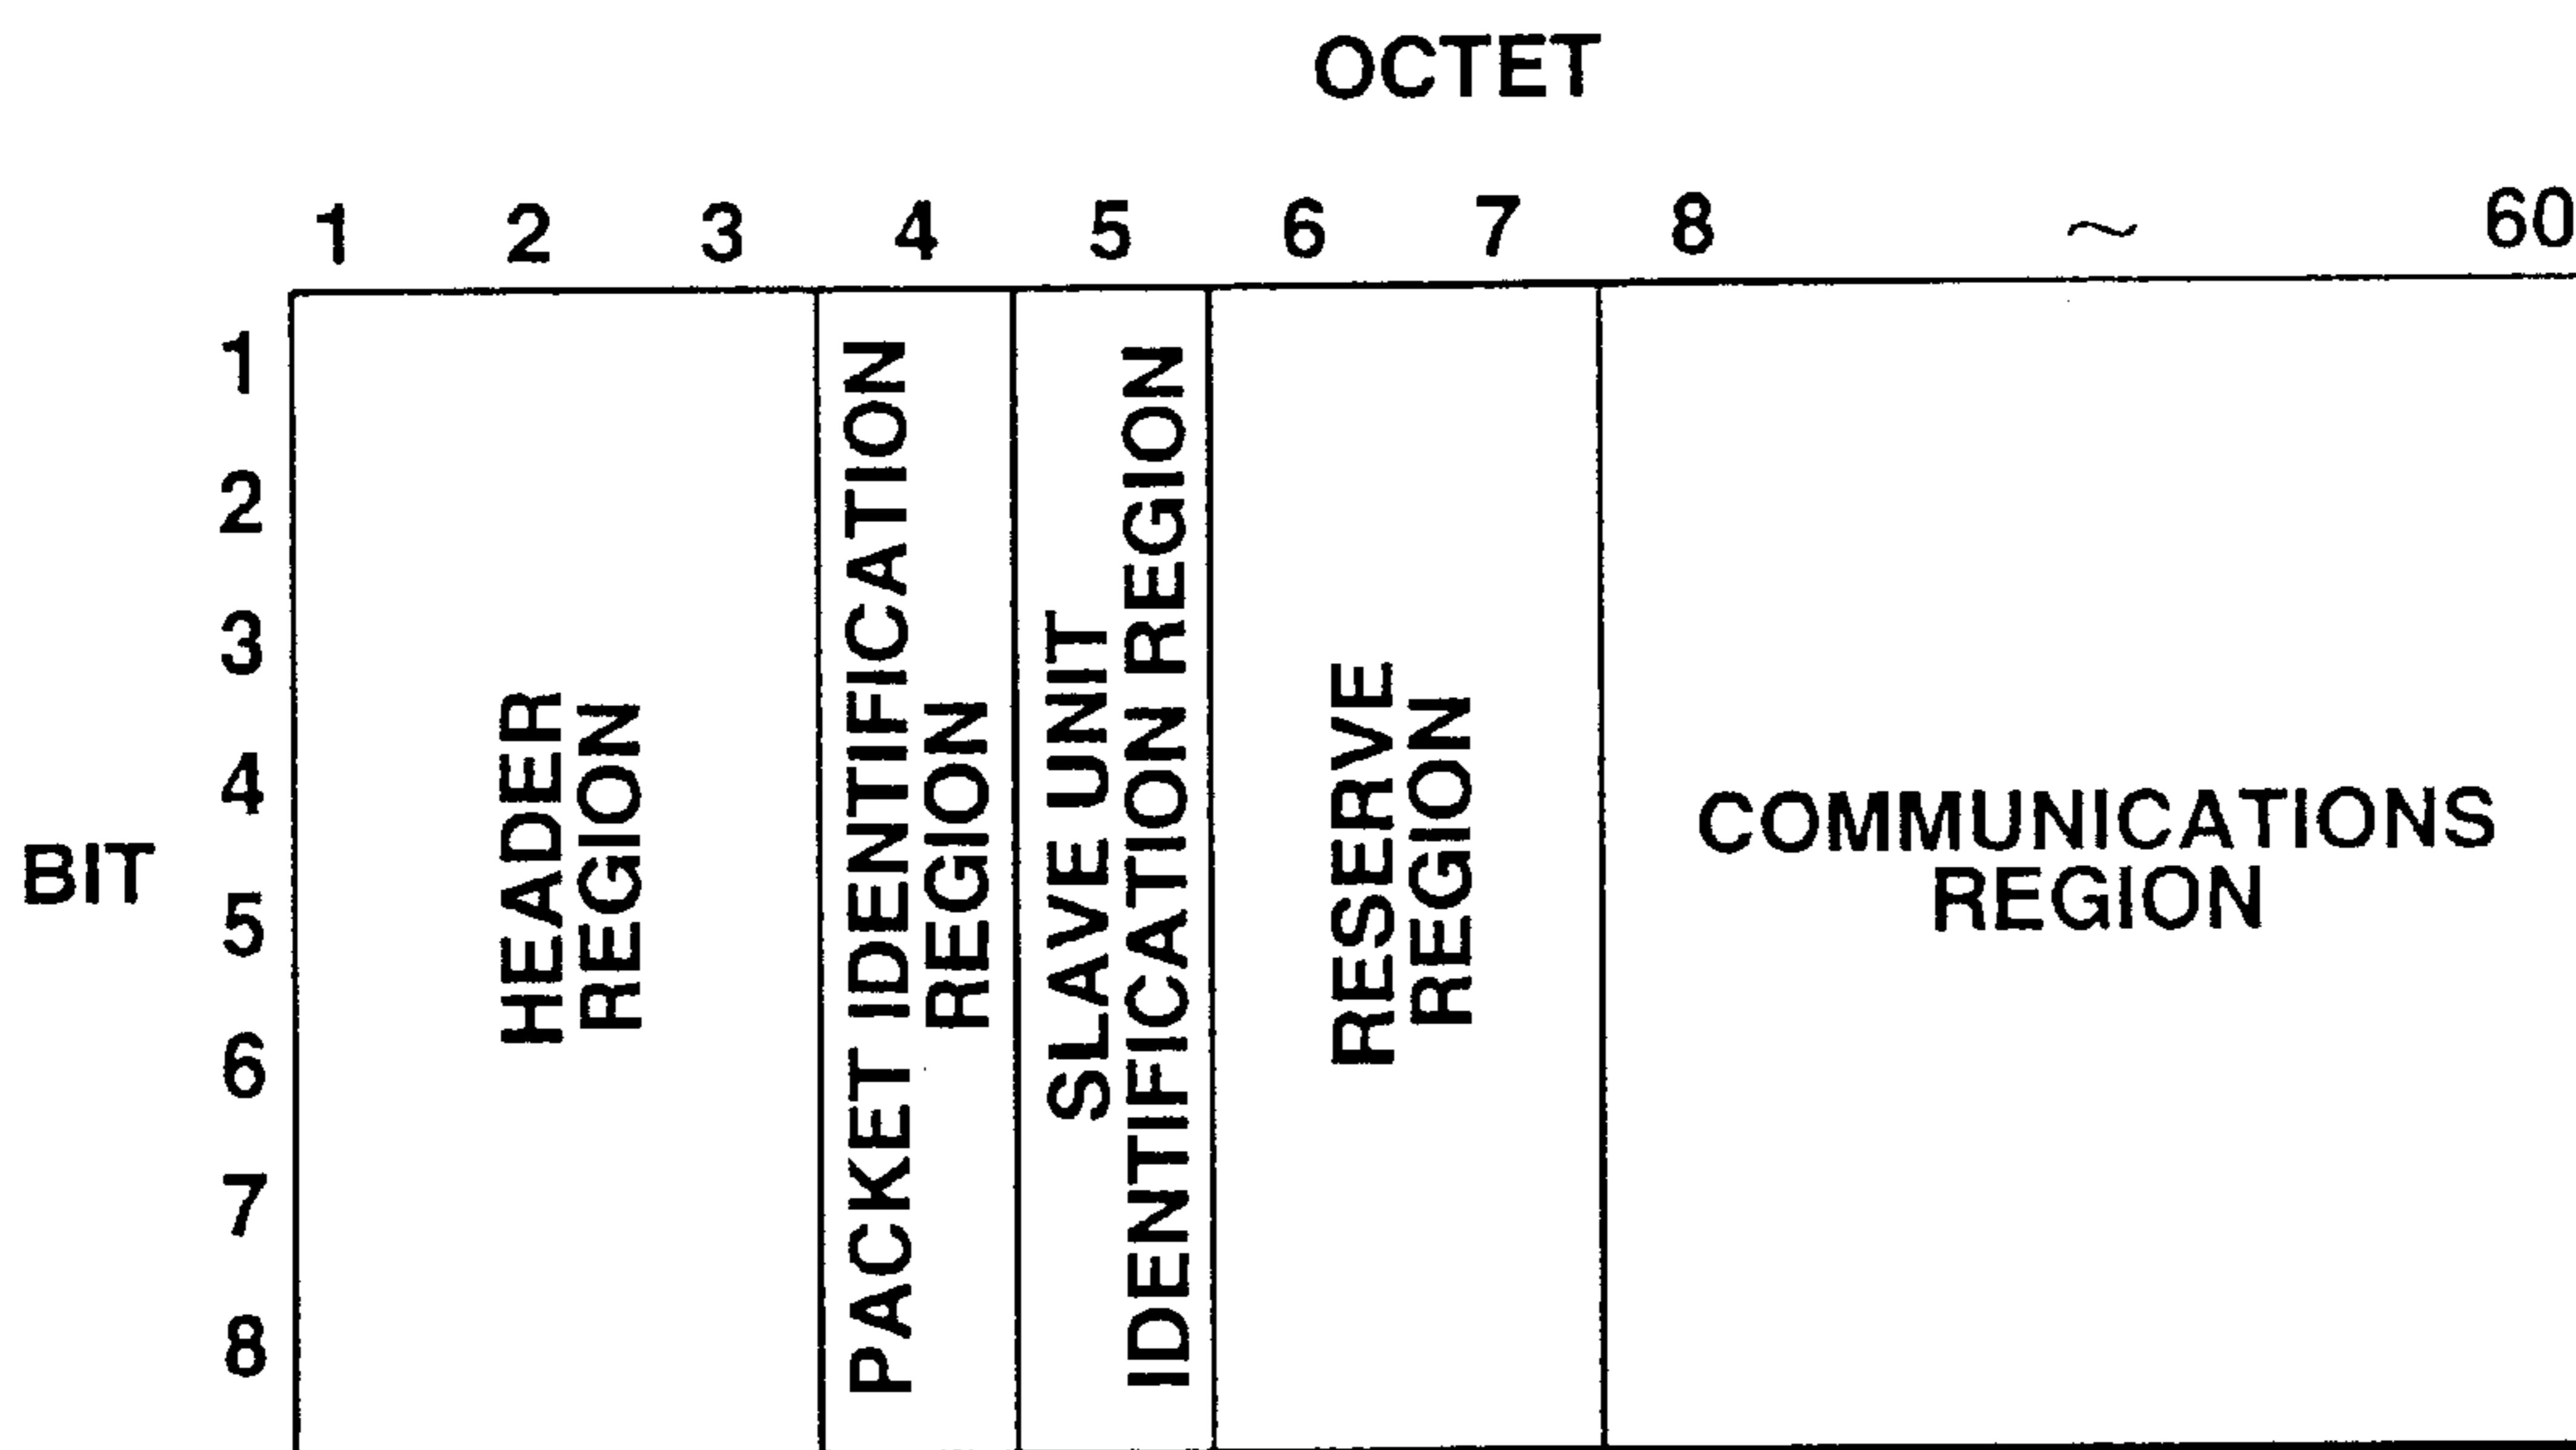 OCTET
1 2 3 4 5 6 7 8 ~ 60
BIT
1
2
3
4
5
6
7
8
HEADER
REGION
PACKET IDENTIFICATION
REGION
SLAVE UNIT
IDENTIFICATION REGION
RESERVE
REGION
COMMUNICATIONS
REGION